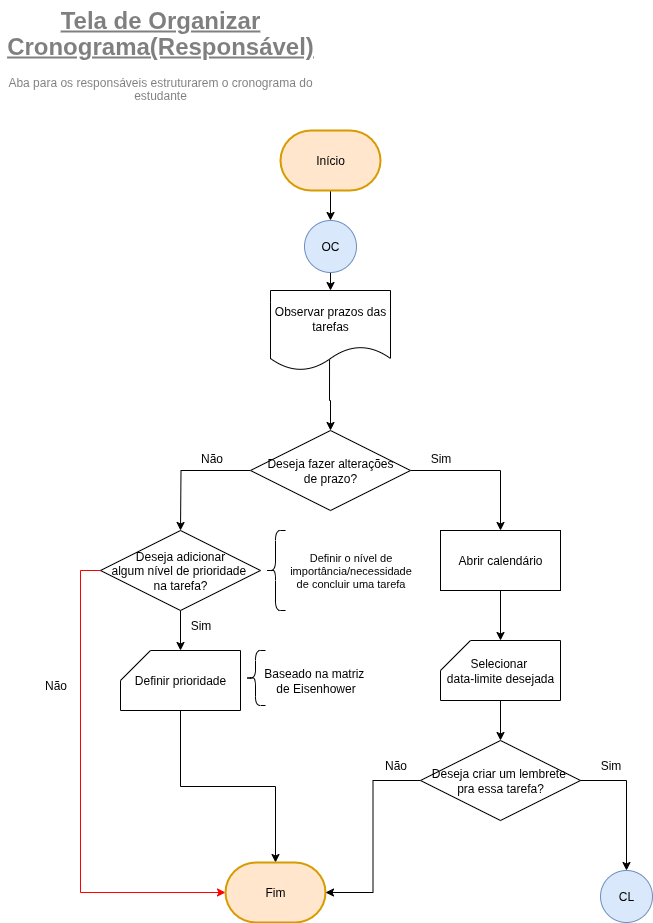 Tela de Organizar
Cronograma(Responsável)
Aba para os responsáveis estruturarem o cronograma do
estudante
Início
OC
Observar prazos das
tarefas
Deseja fazer alterações
de prazo?
Não
Sim
Deseja adicionar
algum nível de prioridade
na tarefa?
Definir o nível de
importância/necessidade
de concluir uma tarefa
Abrir calendário
Sim
Não
Definir prioridade
Baseado na matriz
de Eisenhower
Selecionar
data-limite desejada
Deseja criar um lembrete
pra essa tarefa?
Não
Sim
Fim
CL